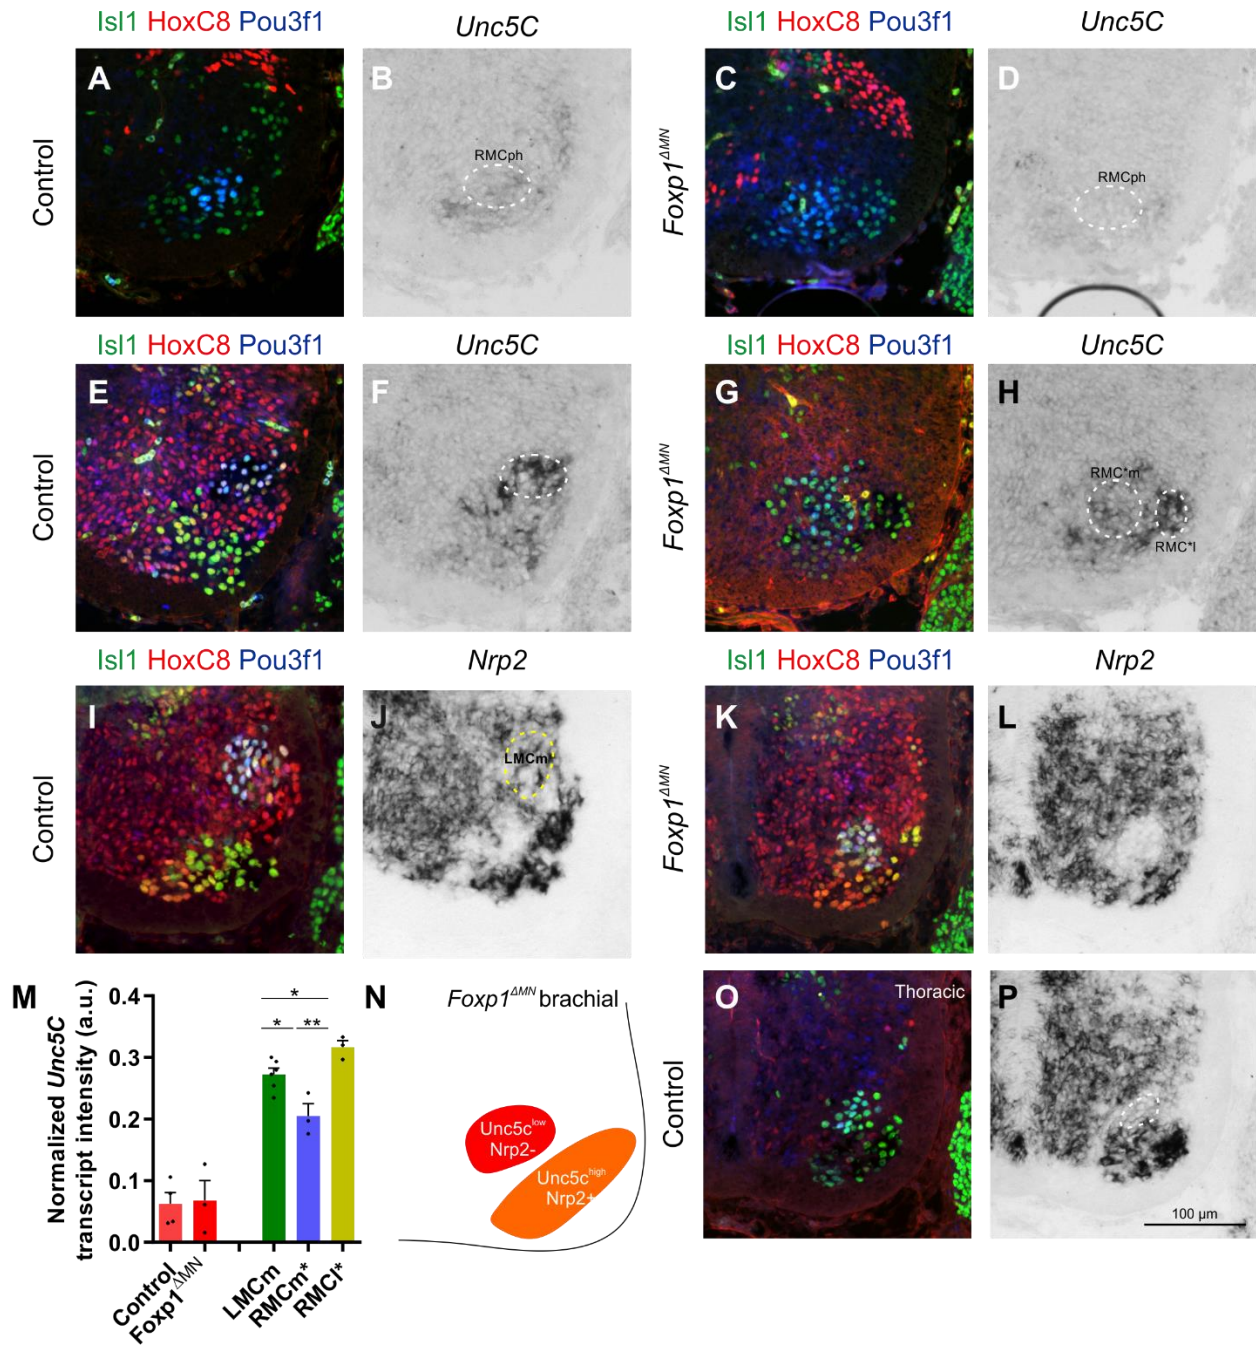 Isl1 HoxC8 Pou3f1
Unc5C
Isl1 HoxC8 Pou3f1
Unc5C
Control
A
B
RMCph
Foxp1ΔMN
C
D
RMCph
Isl1 HoxC8 Pou3f1
Unc5C
Isl1 HoxC8 Pou3f1
Unc5C
Control
E
F
Foxp1ΔMN
G
H
RMC*m
RMC*l
Isl1 HoxC8 Pou3f1
Nrp2
Isl1 HoxC8 Pou3f1
Nrp2
Control
I
J
LMCm
Foxp1ΔMN
K
L
M
Normalized Unc5C
transcript intensity (a.u.)
0.4
0.3
0.2
0.1
0.0
*
* **
Control
Foxp1ΔMN
LMCm
RMCm*
RMCl*
N
Foxp1ΔMN brachial
Unc5clow
Nrp2-
Unc5chigh
Nrp2+
Control
O
Thoracic
P
100 µm